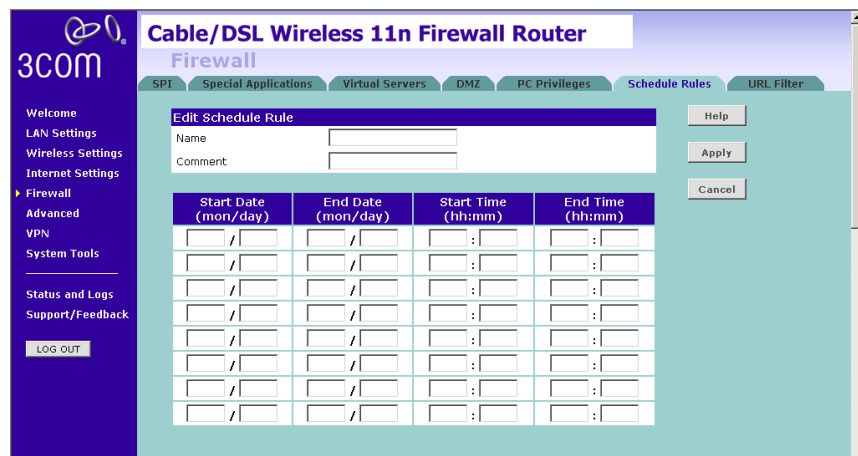 3COM
Cable/DSL Wireless 11n Firewall Router
Firewall
SPI Special Applications Virtual Servers DMZ PC Privileges Schedule Rules URL Filter
Welcome
LAN Settings
Wireless Settings
Internet Settings
Firewall
Advanced
VPN
System Tools
Status and Logs
Support/Feedback
LOG OUT
Edit Schedule Rule
Name
Comment
Start Date (mon/day) End Date (mon/day) Start Time (hh:mm) End Time (hh:mm)
/ / : :
/ / : :
/ / : :
/ / : :
/ / : :
/ / : :
/ / : :
/ / : :
Help
Apply
Cancel